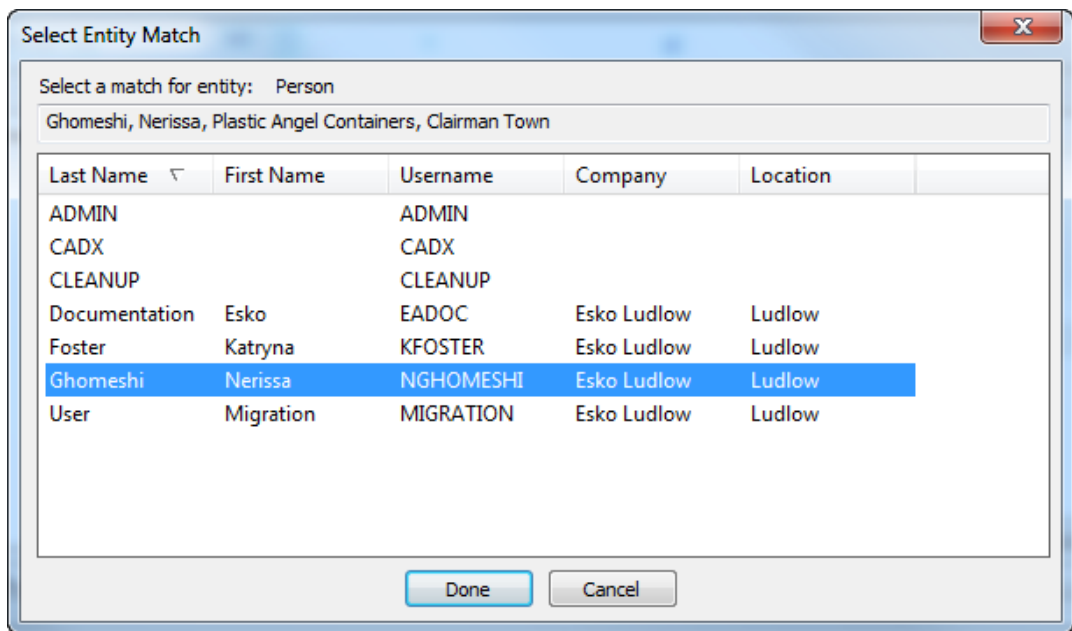 Select Entity Match
Select a match for entity: Person
Ghomeshi, Nerissa, Plastic Angel Containers, Clairman Town
Last Name First Name Username Company Location
ADMIN ADMIN
CADX CADX
CLEANUP CLEANUP
Documentation Esko EADOC Esko Ludlow Ludlow
Foster Katryna KFOSTER Esko Ludlow Ludlow
Ghomeshi Nerissa NGHOMESHI Esko Ludlow Ludlow
User Migration MIGRATION Esko Ludlow Ludlow
Done Cancel